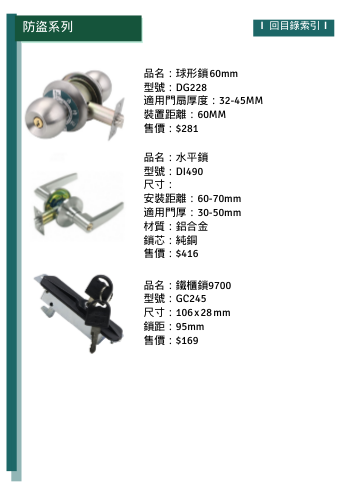 防盜系列
I 回目錄索引 I
品名：球形鎖60mm
型號：DG228
適用門扇厚度：32-45MM
裝置距離：60MM
售價：$281
品名：水平鎖
型號：DI490
尺寸：
安裝距離：60-70mm
適用門厚：30-50mm
材質：鋁合金
鎖芯：純銅
售價：$416
品名：鐵櫃鎖9700
型號：GC245
尺寸：106x28mm
鎖距：95mm
售價：$169